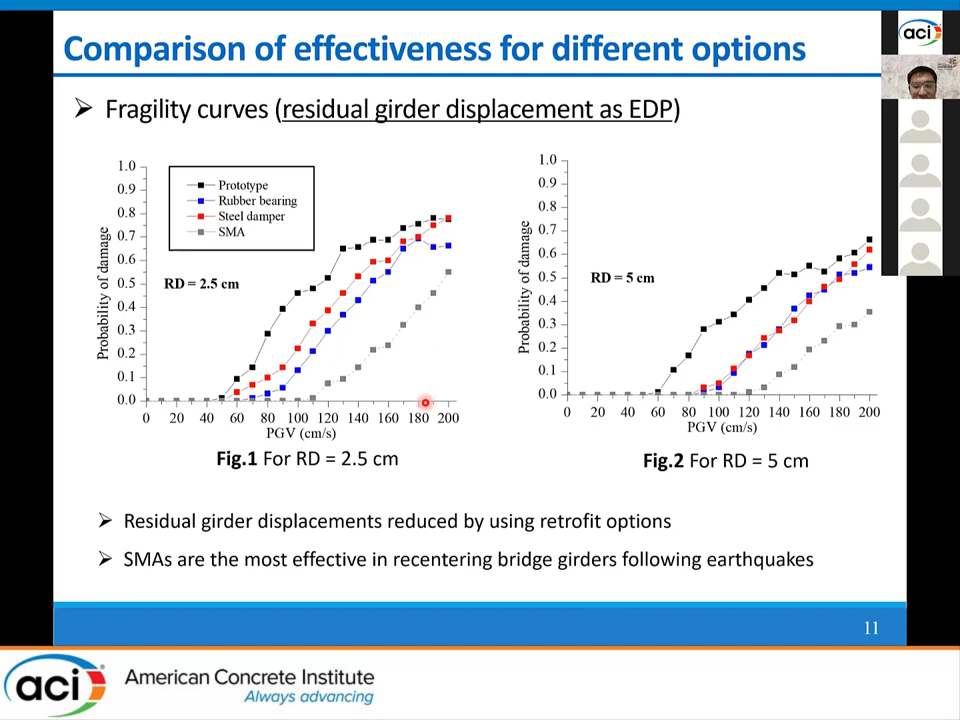 Comparison of effectiveness for different options
aci
➢ Fragility curves (residual girder displacement as EDP)
1.0
0.9
0.8
0.7
0.6
0.5
0.4
0.3
0.2
0.1
0.0
Probability of damage
Prototype
Rubber bearing
Steel damper
SMA
RD = 2.5 cm
0 20 40 60 80 100 120 140 160 180 200
PGV (cm/s)
Fig.1 For RD = 2.5 cm
1.0
0.9
0.8
0.7
0.6
0.5
0.4
0.3
0.2
0.1
0.0
Probability of damage
RD = 5 cm
0 20 40 60 80 100 120 140 160 180 200
PGV (cm/s)
Fig.2 For RD = 5 cm
➢ Residual girder displacements reduced by using retrofit options
➢ SMAs are the most effective in recentering bridge girders following earthquakes
11
aci
American Concrete Institute
Always advancing